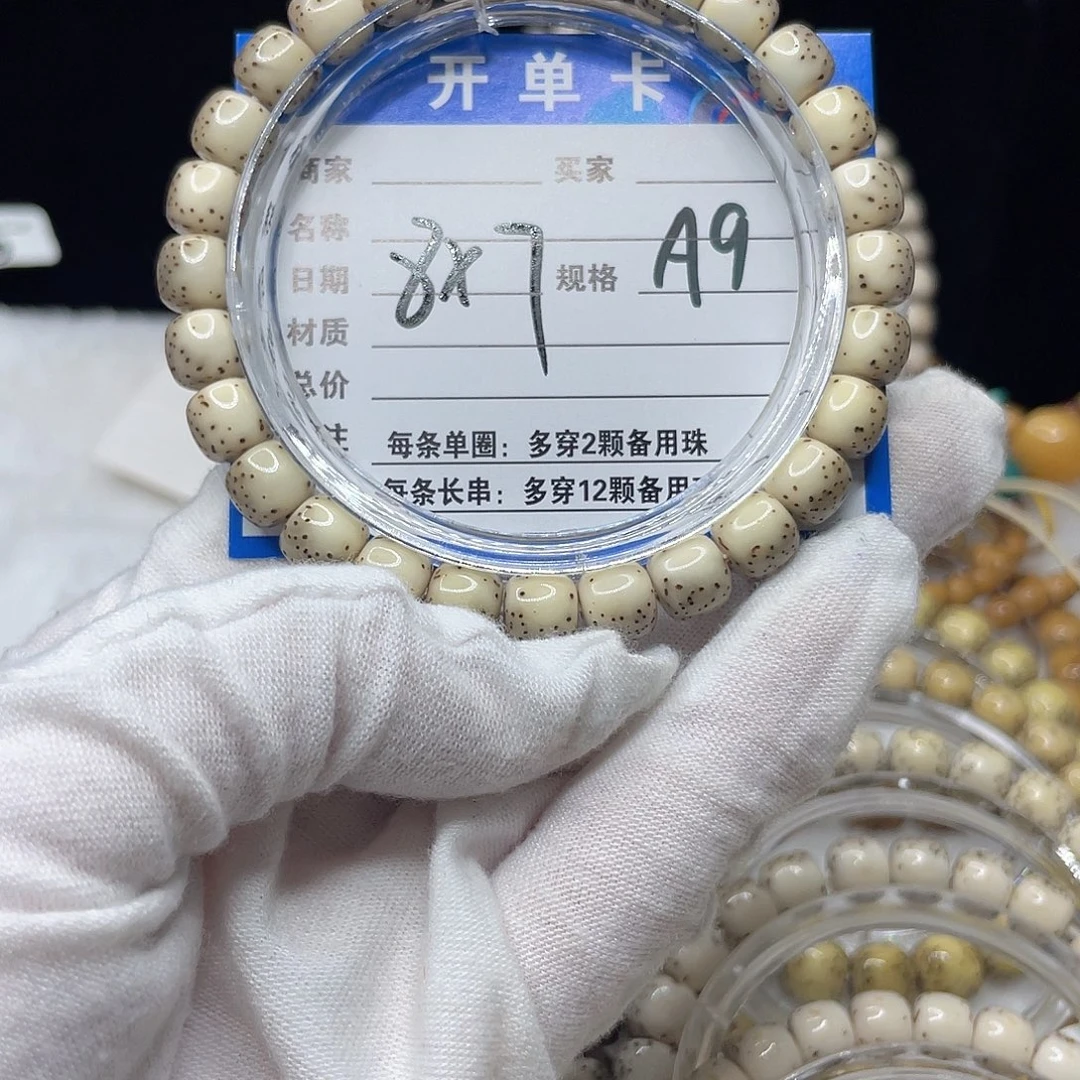 开单卡
商家 买家
名称
8x7 A9
日期 规格
材质
总价
注
每条单圈：多穿2颗备用珠
每条长串：多穿12颗备用